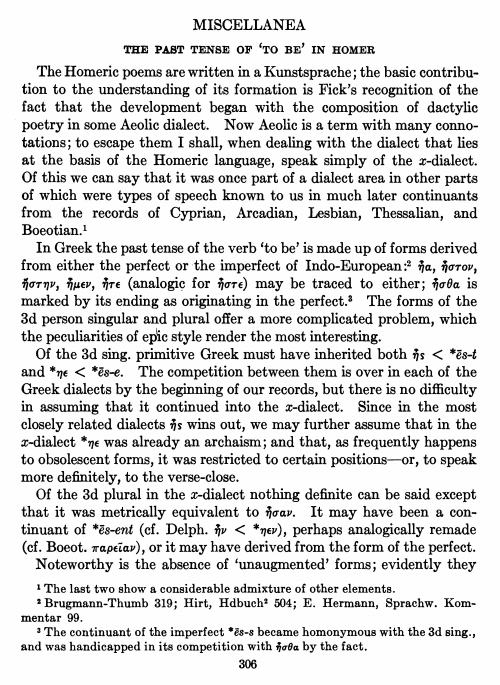 MISCELLANEA
THE PAST TENSE OF ‘TO BE’ IN HOMER
The Homeric poems are written in a Kunstsprache; the basic contribu-
tion to the understanding of its formation is Fick's recognition of the
fact that the development began with the composition of dactylic
poetry in some Aeolic dialect. Now Aeolic is a term with many conno-
tations; to escape them I shall, when dealing with the dialect that lies
at the basis of the Homeric language, speak simply of the x-dialect.
Of this we can say that it was once part of a dialect area in other parts
of which were types of speech known to us in much later continuants
from the records of Cyprian, Arcadian, Lesbian, Thessalian, and
Boeotian.¹
In Greek the past tense of the verb ‘to be’ is made up of forms derived
from either the perfect or the imperfect of Indo-European:² ἦα, ἦστον,
ἤστην, ἦμεν, ἦτε (analogic for ἦστε) may be traced to either; ἦσθα is
marked by its ending as originating in the perfect.³ The forms of the
3d person singular and plural offer a more complicated problem, which
the peculiarities of epic style render the most interesting.
Of the 3d sing. primitive Greek must have inherited both ἦs < *ēs-t
and *ηε < *ēs-e. The competition between them is over in each of the
Greek dialects by the beginning of our records, but there is no difficulty
in assuming that it continued into the x-dialect. Since in the most
closely related dialects ἦs wins out, we may further assume that in the
x-dialect *ηε was already an archaism; and that, as frequently happens
to obsolescent forms, it was restricted to certain positions—or, to speak
more definitely, to the verse-close.
Of the 3d plural in the x-dialect nothing definite can be said except
that it was metrically equivalent to ἦσαν. It may have been a con-
tinuant of *ēs-ent (cf. Delph. ἦν < *ηεν), perhaps analogically remade
(cf. Boeot. παρεῖαν), or it may have derived from the form of the perfect.
Noteworthy is the absence of ‘unaugmented’ forms; evidently they
¹ The last two show a considerable admixture of other elements.
² Brugmann-Thumb 319; Hirt, Hdbuch² 504; E. Hermann, Sprachw. Kom-
mentar 99.
³ The continuant of the imperfect *ēs-s became homonymous with the 3d sing.,
and was handicapped in its competition with ἦσθα by the fact.
306